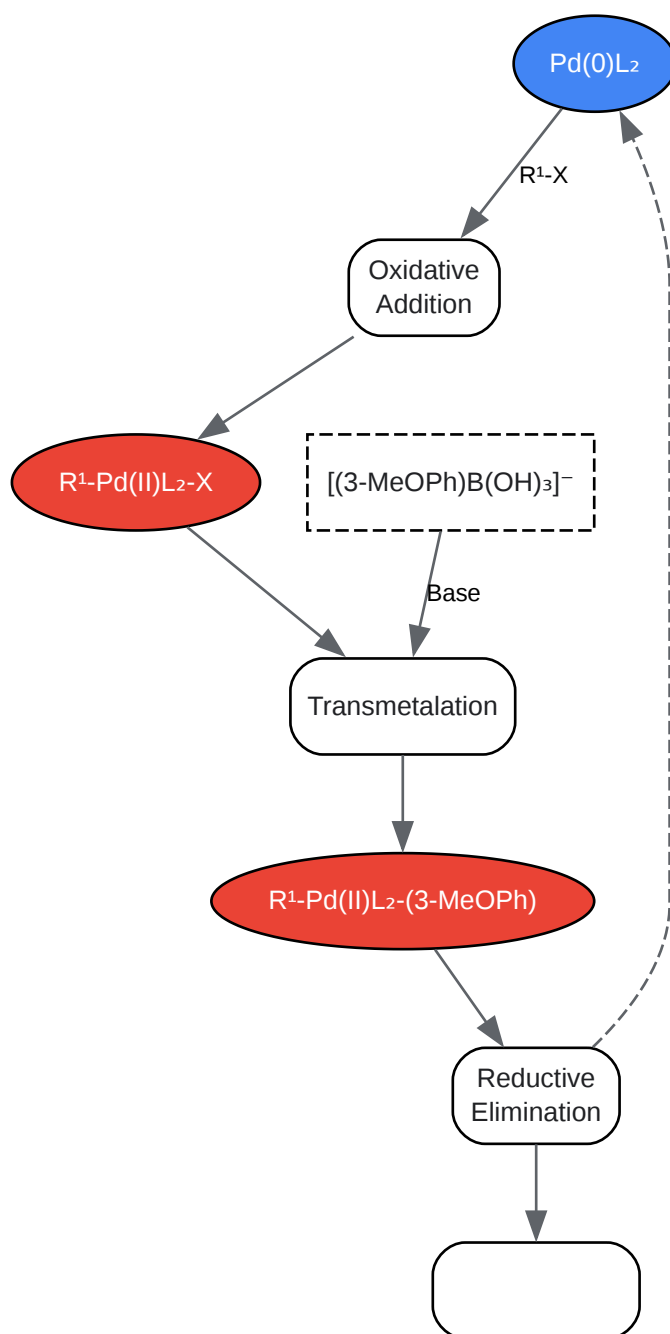 Pd(0)L₂
R¹-X
Oxidative
Addition
R¹-Pd(II)L₂-X
[(3-MeOPh)B(OH)₃]⁻
Base
Transmetalation
R¹-Pd(II)L₂-(3-MeOPh)
Reductive
Elimination